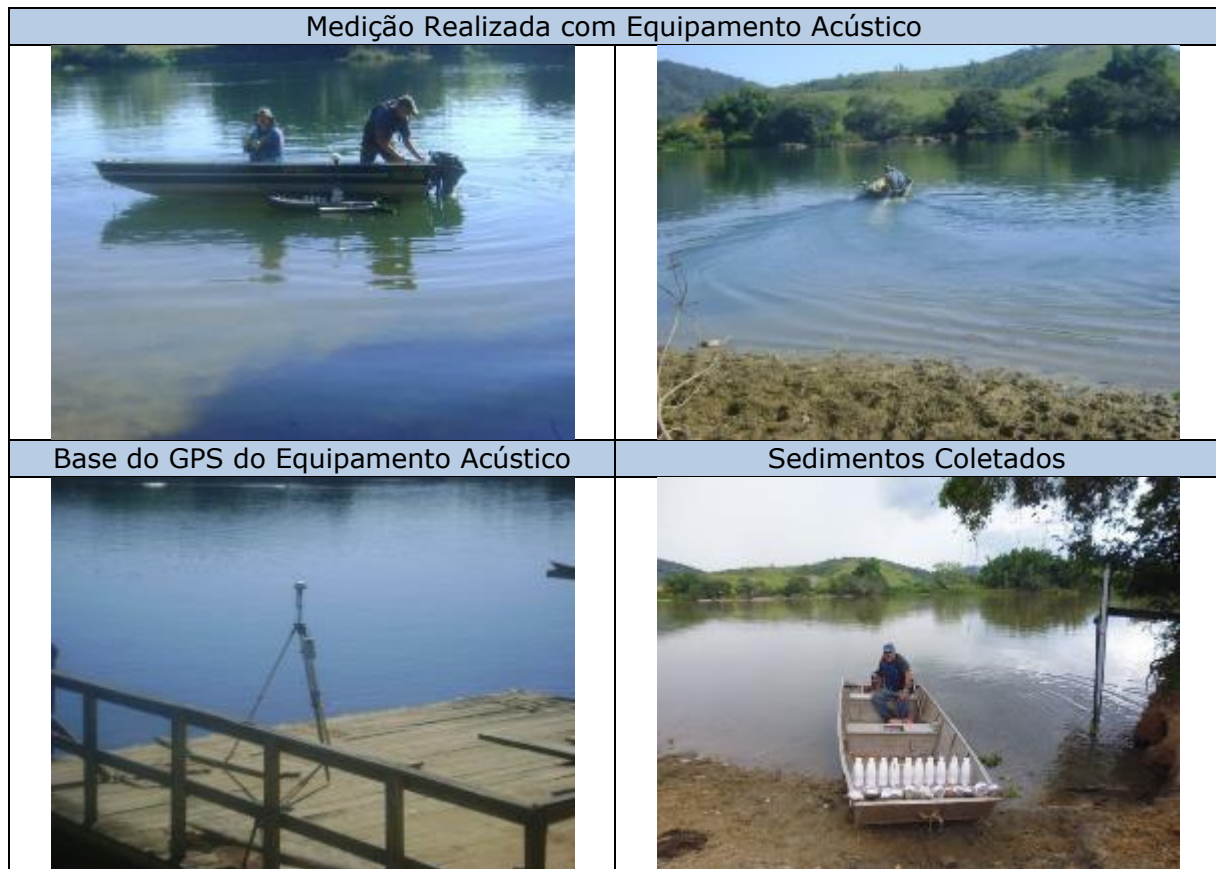 Medição Realizada com Equipamento Acústico
Base do GPS do Equipamento Acústico
Sedimentos Coletados